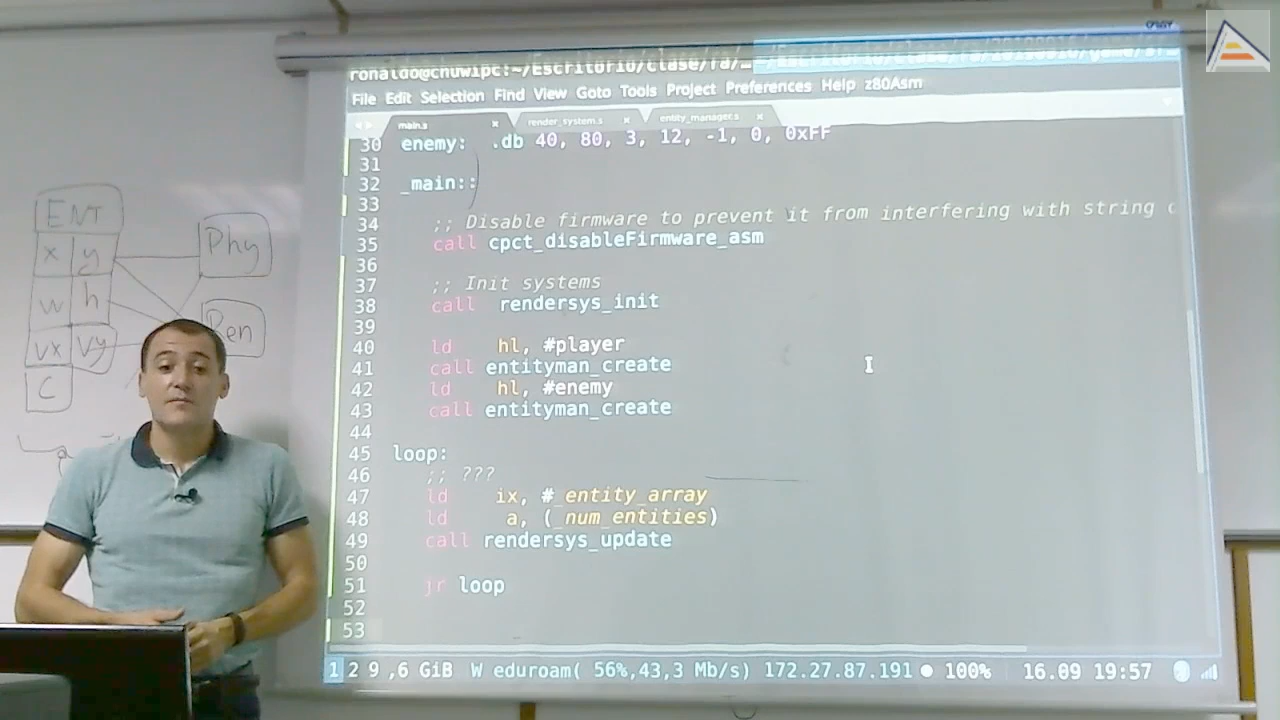 ronaldo@chuwipc:~/Escritorio/clase/fa/…
File Edit Selection Find View Goto Tools Project Preferences Help z80Asm
main.s render_system.s entity_manager.s
30 enemy: .db 40, 80, 3, 12, -1, 0, 0xFF
31
32 _main::
33
34 ;; Disable firmware to prevent it from interfering with string
35 call cpct_disableFirmware_asm
36
37 ;; Init systems
38 call rendersys_init
39
40 ld hl, #player
41 call entityman_create
42 ld hl, #enemy
43 call entityman_create
44
45 loop:
46 ;; ???
47 ld ix, #_entity_array
48 ld a, (_num_entities)
49 call rendersys_update
50
51 jr loop
52
53
1 2 9,6 GiB W eduroam( 56%,43,3 Mb/s) 172.27.87.191 100% 16.09 19:57
ENT
x y
w h
vx vy
C
Phy
Ren